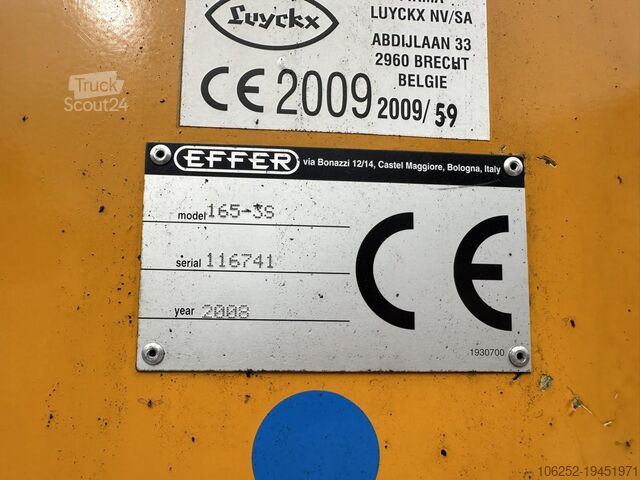 Luyckx
LUYCKX NV/SA
ABDIJLAAN 33
2960 BRECHT
BELGIE
CE 2009 2009/59
Truck
Scout24
EFFER via Bonazzi 12/14, Castel Maggiore, Bologna, Italy
model 165-3S
serial 116741
year 2008
CE
1930700
106252-19451971